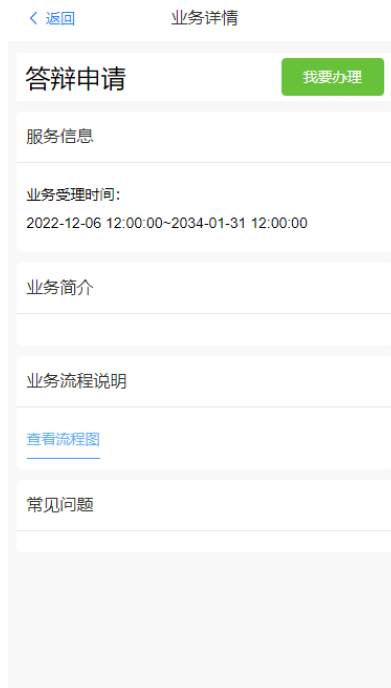 返回
业务详情
答辩申请
我要办理
服务信息
业务受理时间：
2022-12-06 12:00:00~2034-01-31 12:00:00
业务简介
业务流程说明
查看流程图
常见问题